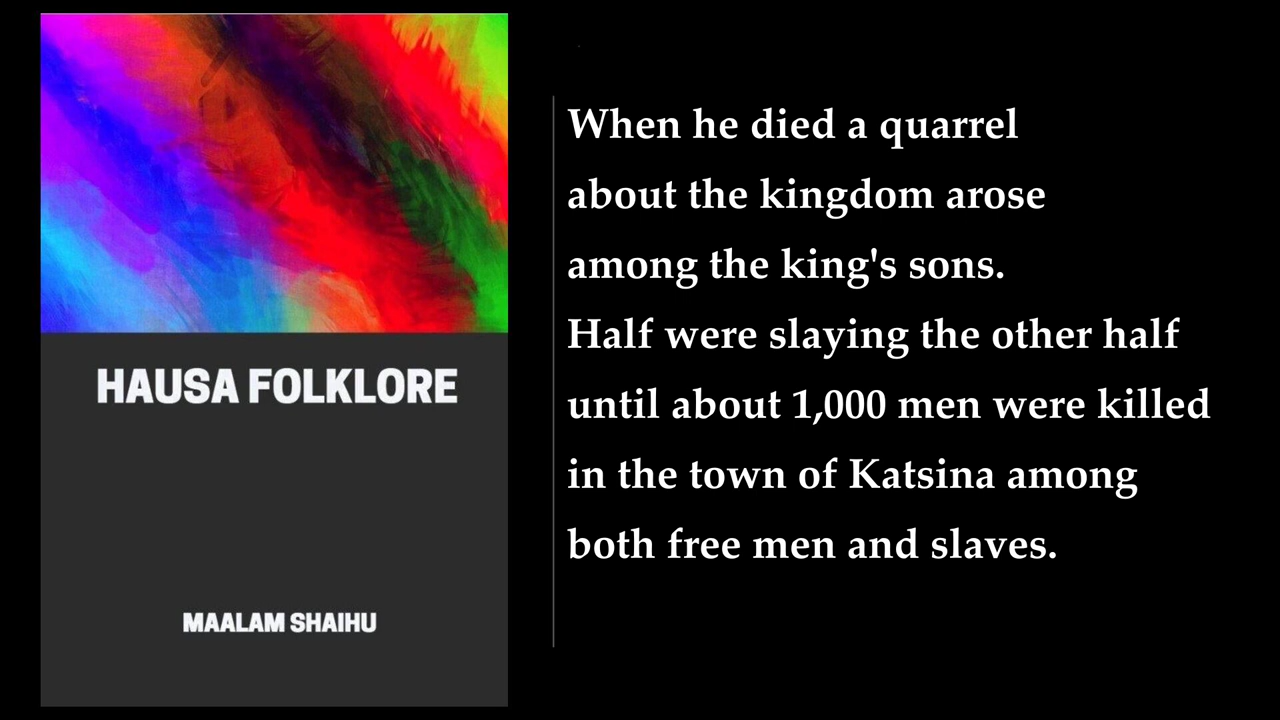 HAUSA FOLKLORE
MAALAM SHAIHU
When he died a quarrel
about the kingdom arose
among the king's sons.
Half were slaying the other half
until about 1,000 men were killed
in the town of Katsina among
both free men and slaves.